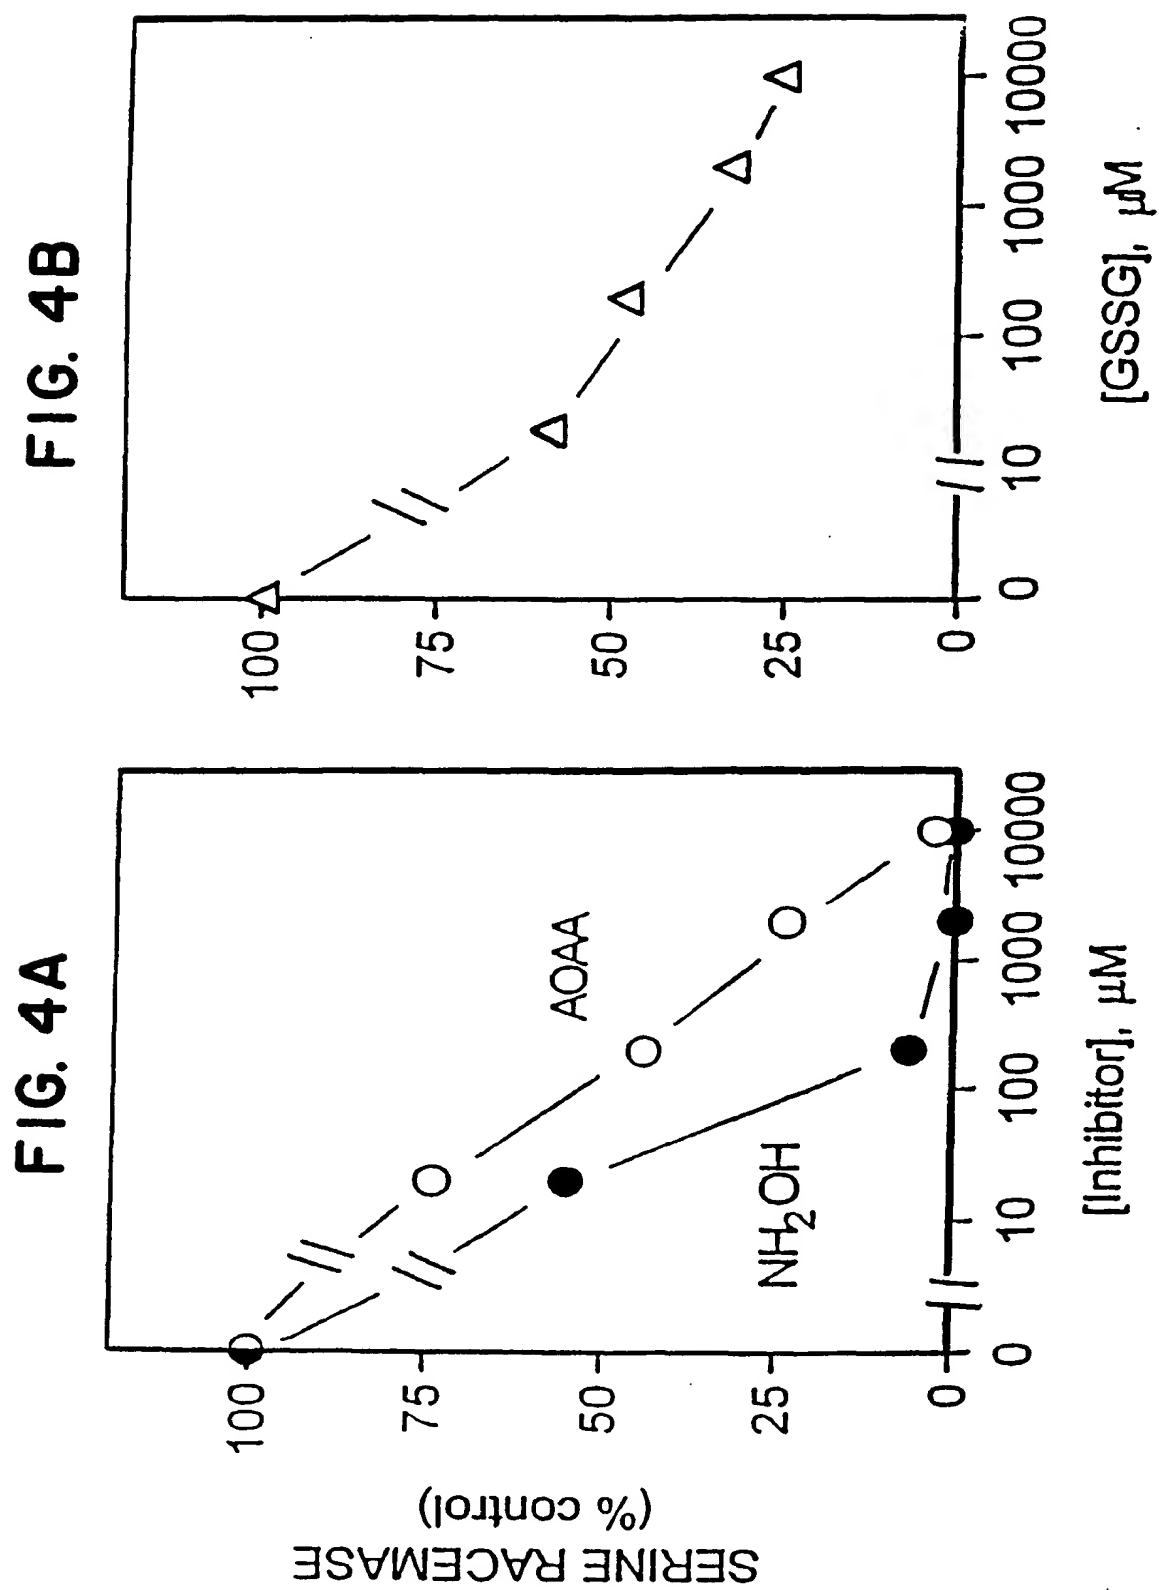 FIG. 4A
SERINE RACEMASE
(% control)
100
75
50
25
0
AOAA
NH₂OH
0 10 100 1000 10000
[Inhibitor], μM
FIG. 4B
100
75
50
25
0
0 10 100 1000 10000
[GSSG], μM